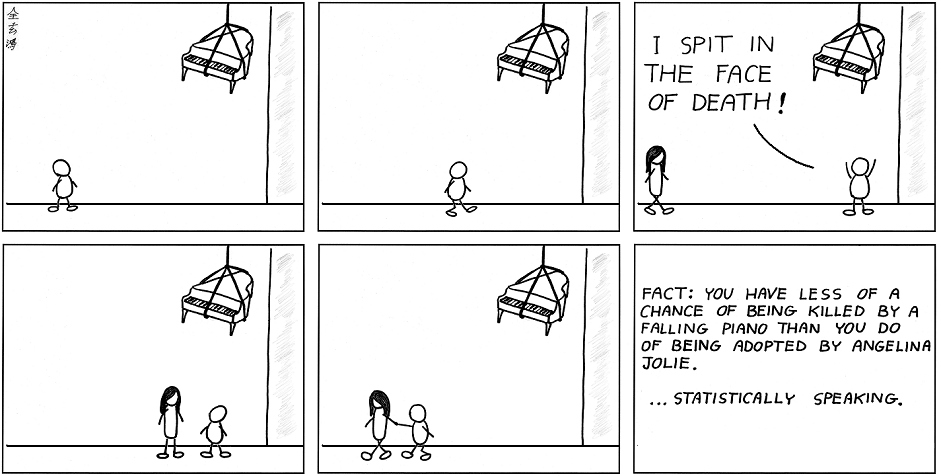 I SPIT IN
THE FACE
OF DEATH!
FACT: YOU HAVE LESS OF A
CHANCE OF BEING KILLED BY A
FALLING PIANO THAN YOU DO
OF BEING ADOPTED BY ANGELINA
JOLIE.
...STATISTICALLY SPEAKING.